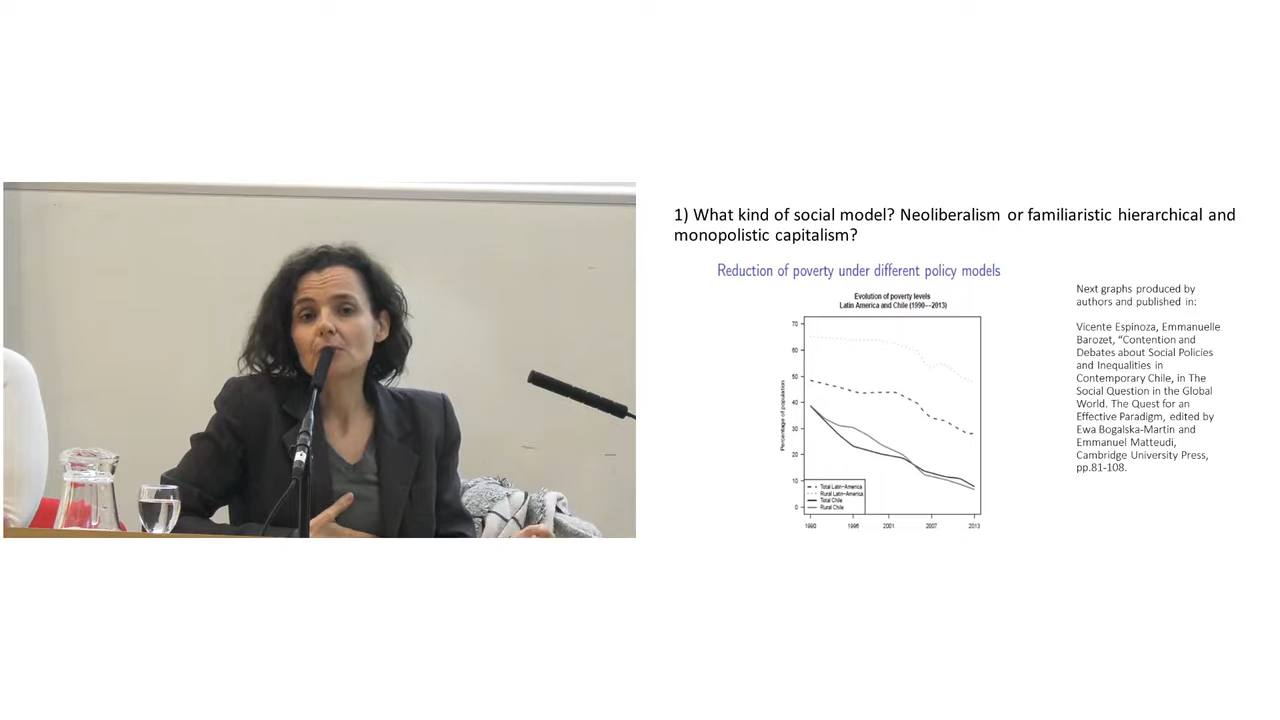 1) What kind of social model? Neoliberalism or familiaristic hierarchical and
monopolistic capitalism?
Reduction of poverty under different policy models
Evolution of poverty levels
Latin America and Chile (1990—2013)
Percentage of population
70
60
50
40
30
20
10
0
Total Latin−America
Rural Latin−America
Total Chile
Rural Chile
1990
1996
2001
2007
2013
Next graphs produced by
authors and published in:
Vicente Espinoza, Emmanuelle
Barozet, “Contention and
Debates about Social Policies
and Inequalities in
Contemporary Chile, in The
Social Question in the Global
World. The Quest for an
Effective Paradigm, edited by
Ewa Bogalska-Martin and
Emmanuel Matteudi,
Cambridge University Press,
pp.81-108.